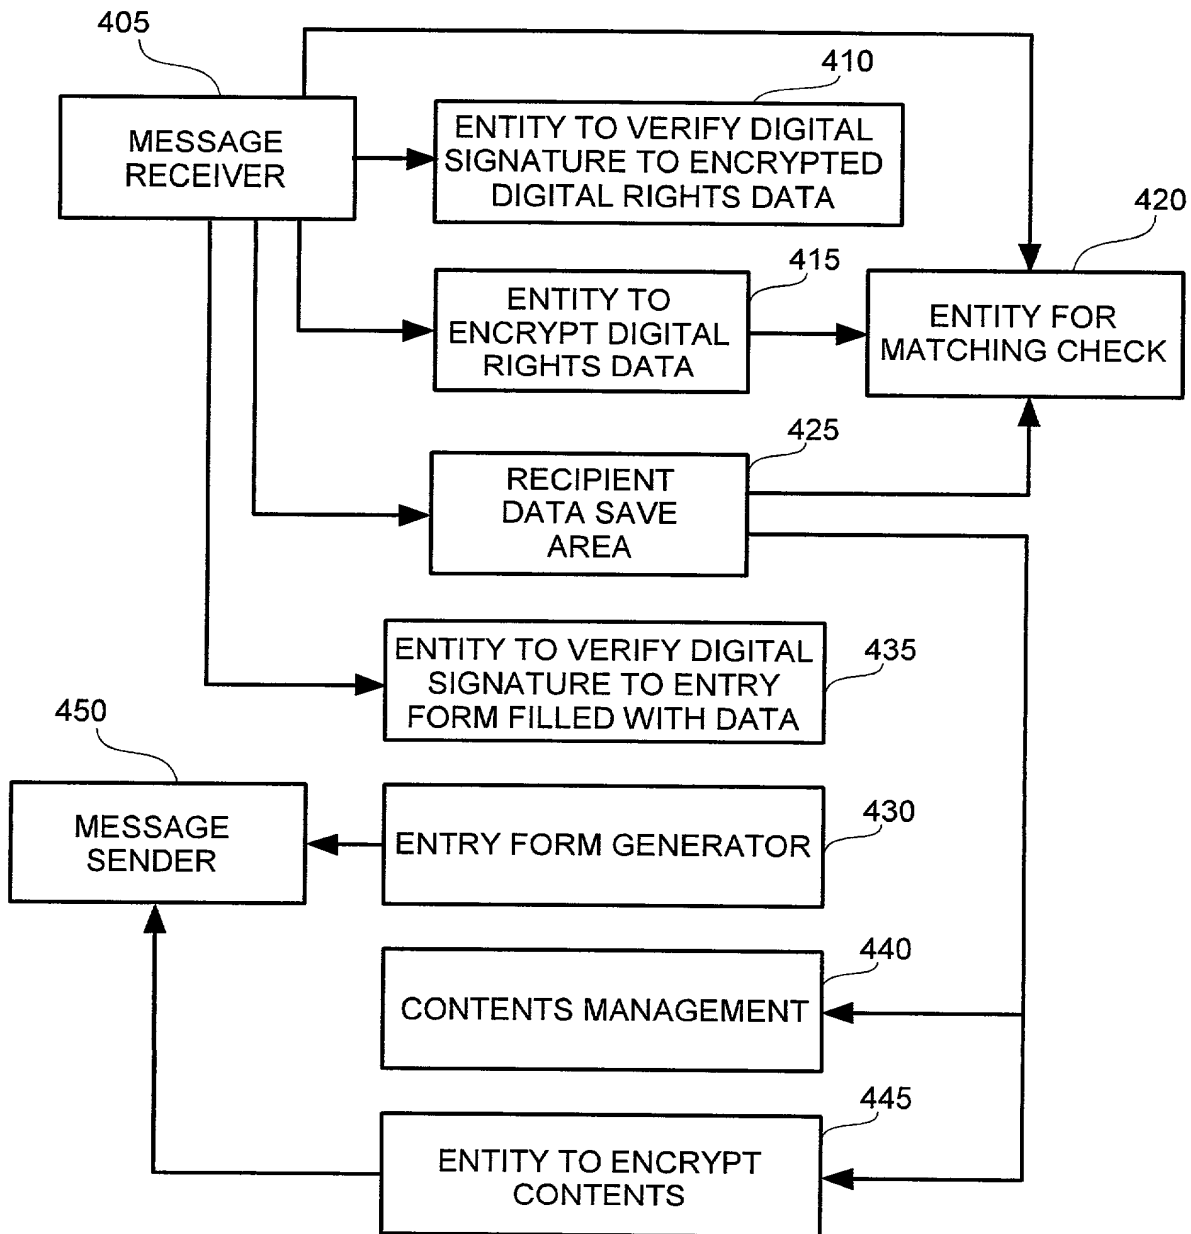 405
MESSAGE
RECEIVER
410
ENTITY TO VERIFY DIGITAL
SIGNATURE TO ENCRYPTED
DIGITAL RIGHTS DATA
420
ENTITY FOR
MATCHING CHECK
415
ENTITY TO
ENCRYPT DIGITAL
RIGHTS DATA
425
RECIPIENT
DATA SAVE
AREA
435
ENTITY TO VERIFY DIGITAL
SIGNATURE TO ENTRY
FORM FILLED WITH DATA
450
MESSAGE
SENDER
430
ENTRY FORM GENERATOR
440
CONTENTS MANAGEMENT
445
ENTITY TO ENCRYPT
CONTENTS